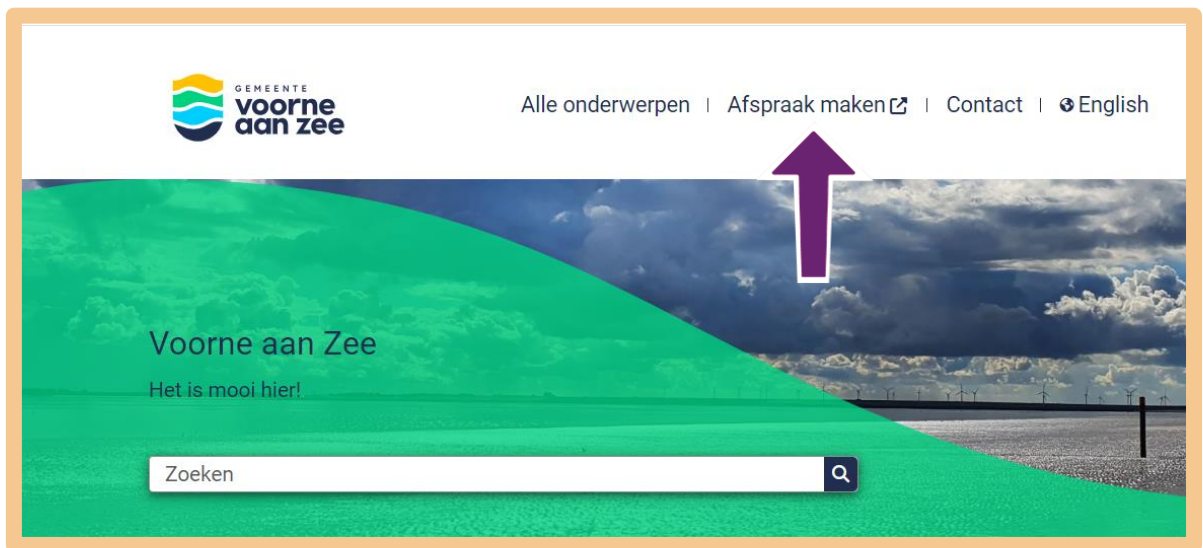 GEMEENTE
voorne
aan zee
Alle onderwerpen | Afspraak maken | Contact | English
Voorne aan Zee
Het is mooi hier!
Zoeken